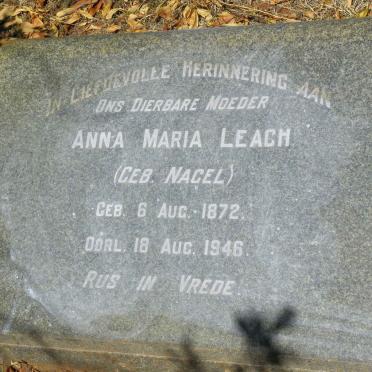 In Liefdevolle Herinnering aan
Ons Dierbare Moeder
Anna Maria Leach
(Geb. Nagel)
Geb. 6 Aug. 1872.
Oorl. 18 Aug. 1946.
Rus in Vrede.